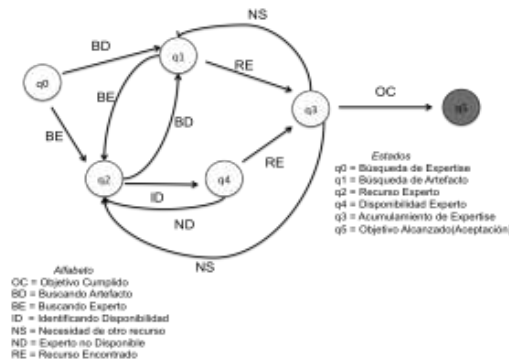 NS
BD
q1
RE
q0
BE
OC
BE
BD
q3
q5
RE
q2
q4
ID
ND
NS
Estados
q0 = Búsqueda de Expertise
q1 = Búsqueda de Artefacto
q2 = Recurso Experto
q4 = Disponibilidad Experto
q3 = Acumulamiento de Expertise
q5 = Objetivo Alcanzado(Aceptación)
Alfabeto
OC = Objetivo Cumplido
BD = Buscando Artefacto
BE = Buscando Experto
ID = Identificando Disponibilidad
NS = Necesidad de otro recurso
ND = Experto no Disponible
RE = Recurso Encontrado